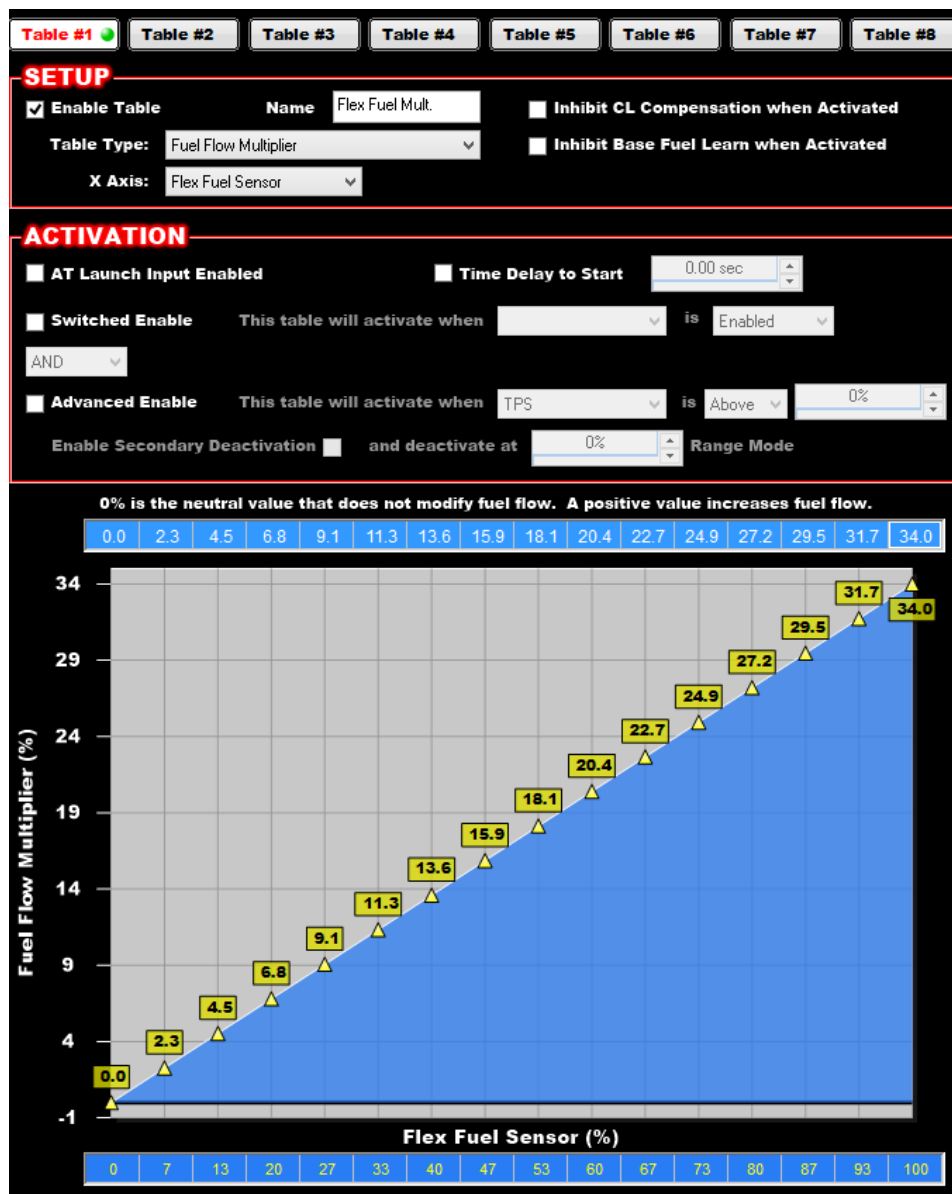 Table #1 Table #2 Table #3 Table #4 Table #5 Table #6 Table #7 Table #8
SETUP
Enable Table Name Flex Fuel Mult. Inhibit CL Compensation when Activated
Table Type: Fuel Flow Multiplier Inhibit Base Fuel Learn when Activated
X Axis: Flex Fuel Sensor
ACTIVATION
AT Launch Input Enabled Time Delay to Start 0.00 sec
Switched Enable This table will activate when is Enabled
AND
Advanced Enable This table will activate when TPS is Above 0%
Enable Secondary Deactivation and deactivate at 0% Range Mode
0% is the neutral value that does not modify fuel flow. A positive value increases fuel flow.
0.0 2.3 4.5 6.8 9.1 11.3 13.6 15.9 18.1 20.4 22.7 24.9 27.2 29.5 31.7 34.0
Fuel Flow Multiplier (%)
34
29
24
19
14
9
4
-1
0.0
2.3
4.5
6.8
9.1
11.3
13.6
15.9
18.1
20.4
22.7
24.9
27.2
29.5
31.7
34.0
Flex Fuel Sensor (%)
0 7 13 20 27 33 40 47 53 60 67 73 80 87 93 100